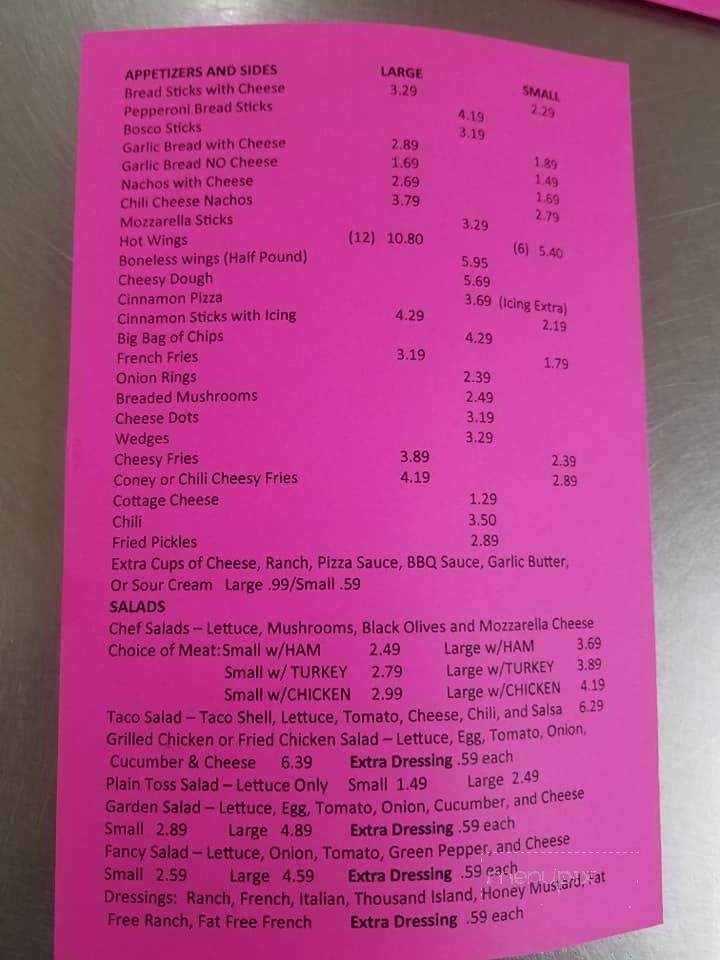 APPETIZERS AND SIDES LARGE SMALL
Bread Sticks with Cheese 3.29 2.29
Pepperoni Bread Sticks 4.19
Bosco Sticks 3.19
Garlic Bread with Cheese 2.89 1.89
Garlic Bread NO Cheese 1.69 1.49
Nachos with Cheese 2.69 1.69
Chili Cheese Nachos 3.79 2.79
Mozzarella Sticks 3.29
Hot Wings (12) 10.80 (6) 5.40
Boneless wings (Half Pound) 5.95
Cheesy Dough 5.69
Cinnamon Pizza 3.69 (Icing Extra)
Cinnamon Sticks with Icing 4.29 2.19
Big Bag of Chips 4.29
French Fries 3.19 1.79
Onion Rings 2.39
Breaded Mushrooms 2.49
Cheese Dots 3.19
Wedges 3.29
Cheesy Fries 3.89 2.39
Coney or Chili Cheesy Fries 4.19 2.89
Cottage Cheese 1.29
Chili 3.50
Fried Pickles 2.89
Extra Cups of Cheese, Ranch, Pizza Sauce, BBQ Sauce, Garlic Butter,
Or Sour Cream Large .99/Small .59
SALADS
Chef Salads – Lettuce, Mushrooms, Black Olives and Mozzarella Cheese
Choice of Meat:Small w/HAM 2.49 Large w/HAM 3.69
Small w/ TURKEY 2.79 Large w/TURKEY 3.89
Small w/CHICKEN 2.99 Large w/CHICKEN 4.19
Taco Salad – Taco Shell, Lettuce, Tomato, Cheese, Chili, and Salsa 6.29
Grilled Chicken or Fried Chicken Salad – Lettuce, Egg, Tomato, Onion,
Cucumber & Cheese 6.39 Extra Dressing .59 each
Plain Toss Salad – Lettuce Only Small 1.49 Large 2.49
Garden Salad – Lettuce, Egg, Tomato, Onion, Cucumber, and Cheese
Small 2.89 Large 4.89 Extra Dressing .59 each
Fancy Salad – Lettuce, Onion, Tomato, Green Pepper, and Cheese
Small 2.59 Large 4.59 Extra Dressing .59 each
menupix
Dressings: Ranch, French, Italian, Thousand Island, Honey Mustard, Fat
Free Ranch, Fat Free French Extra Dressing .59 each